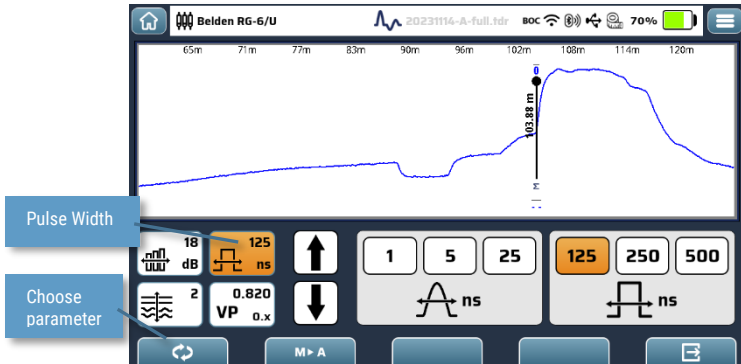 Belden RG-6/U
20231114-A-full.tdr
BOC
70%
65m 71m 77m 83m 90m 96m 102m 108m 114m 120m
0
103.88 m
Σ
Pulse Width
18
dB
125
ns
1
5
25
ns
125
250
500
ns
2
0.820
VP 0.x
Choose
parameter
M▸A